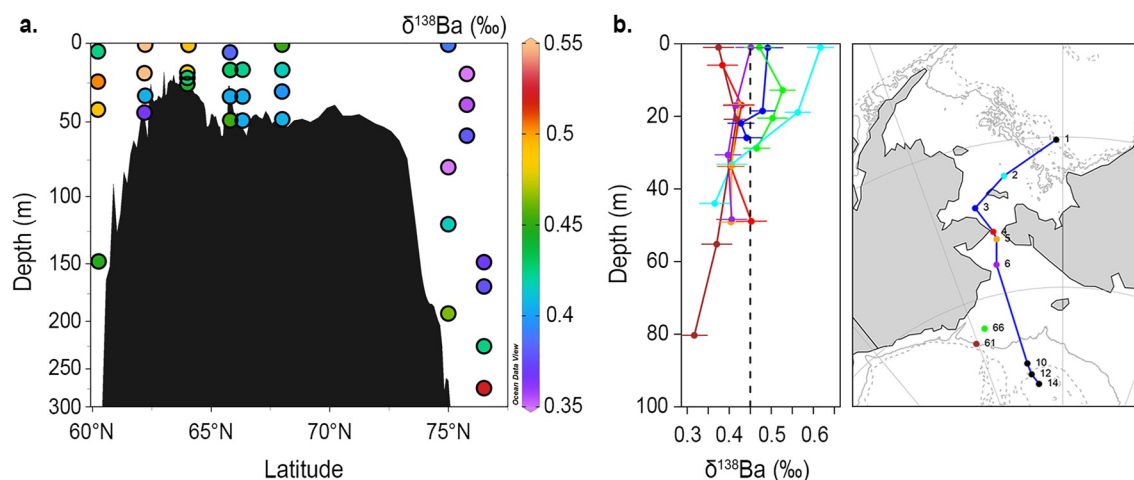 a.
δ¹³⁸Ba (‰)
0
50
100
150
200
250
300
Depth (m)
60°N
65°N
70°N
75°N
Latitude
0.55
0.5
0.45
0.4
0.35
Ocean Data View
b.
0
20
40
60
80
100
Depth (m)
0.3
0.4
0.5
0.6
δ¹³⁸Ba (‰)
1
2
3
4
5
6
66
61
10
12
14